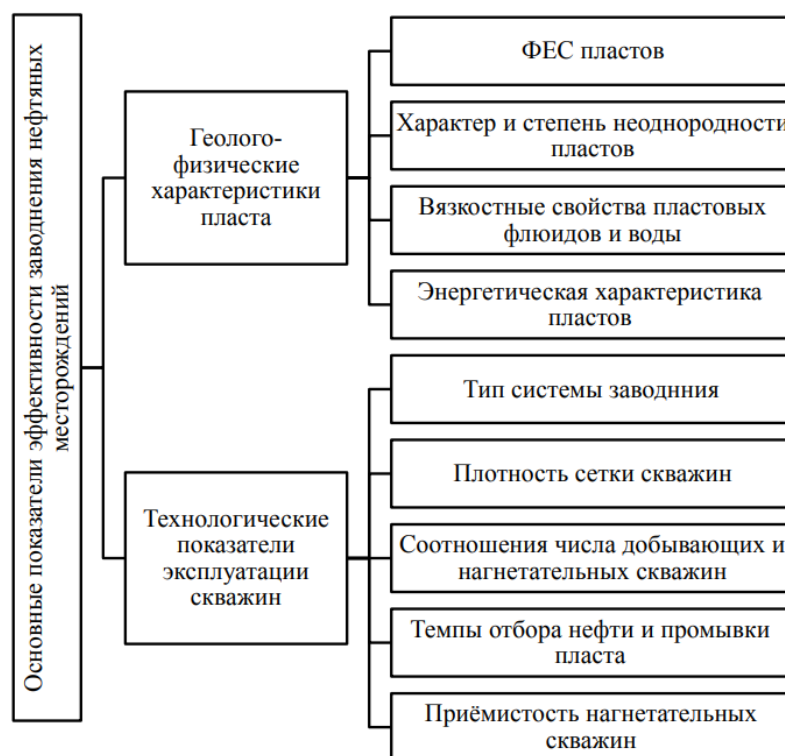 Основные показатели эффективности заводнения нефтяных
месторождений
Геолого-
физические
характеристики
пласта
ФЕС пластов
Характер и степень неоднородности
пластов
Вязкостные свойства пластовых
флюидов и воды
Энергетическая характеристика
пластов
Технологические
показатели
эксплуатации
скважин
Тип системы заводнния
Плотность сетки скважин
Соотношения числа добывающих и
нагнетательных скважин
Темпы отбора нефти и промывки
пласта
Приёмистость нагнетательных
скважин